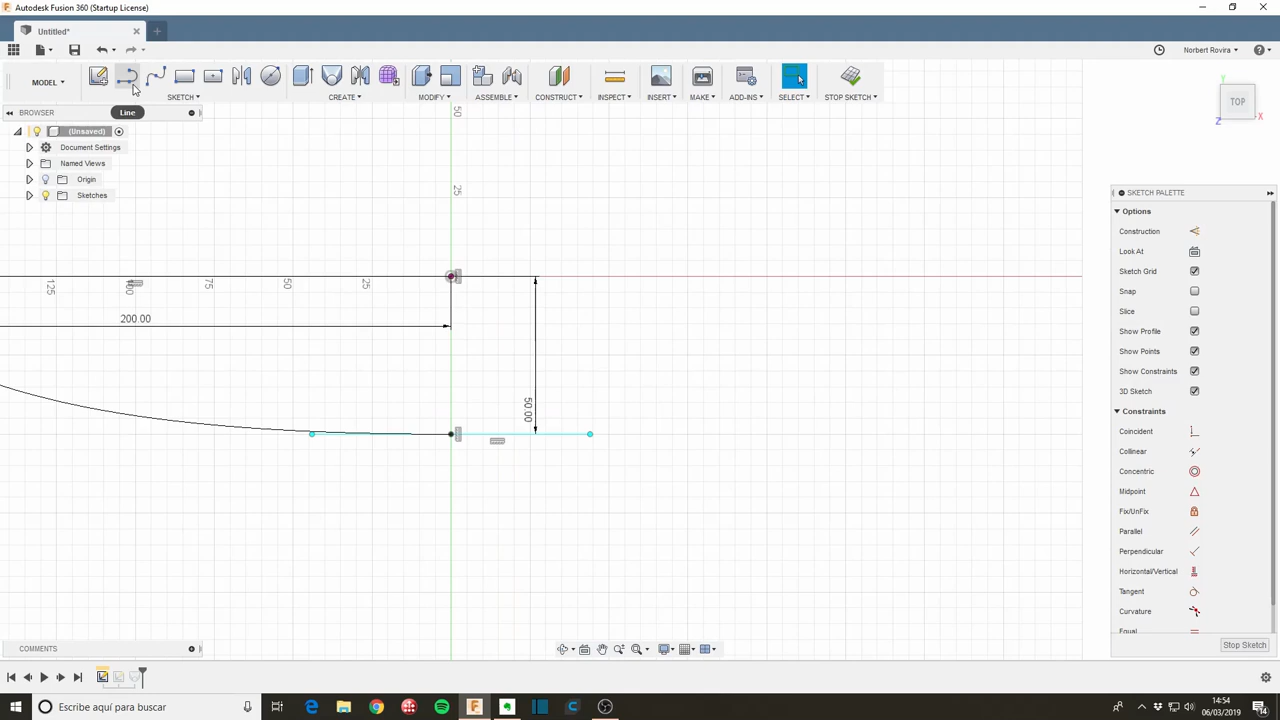 Autodesk Fusion 360 (Startup License)
Untitled*
Norbert Rovira
MODEL
SKETCH
CREATE
MODIFY
ASSEMBLE
CONSTRUCT
INSPECT
INSERT
MAKE
ADD-INS
SELECT
STOP SKETCH
BROWSER
Line
(Unsaved)
Document Settings
Named Views
Origin
Sketches
50
25
125
100
75
50
25
200.00
50.00
Y
TOP
Z
X
SKETCH PALETTE
Options
Construction
Look At
Sketch Grid
Snap
Slice
Show Profile
Show Points
Show Constraints
3D Sketch
Constraints
Coincident
Collinear
Concentric
Midpoint
Fix/UnFix
Parallel
Perpendicular
Horizontal/Vertical
Tangent
Curvature
Equal
Stop Sketch
COMMENTS
Escribe aquí para buscar
14:54
06/03/2019
14